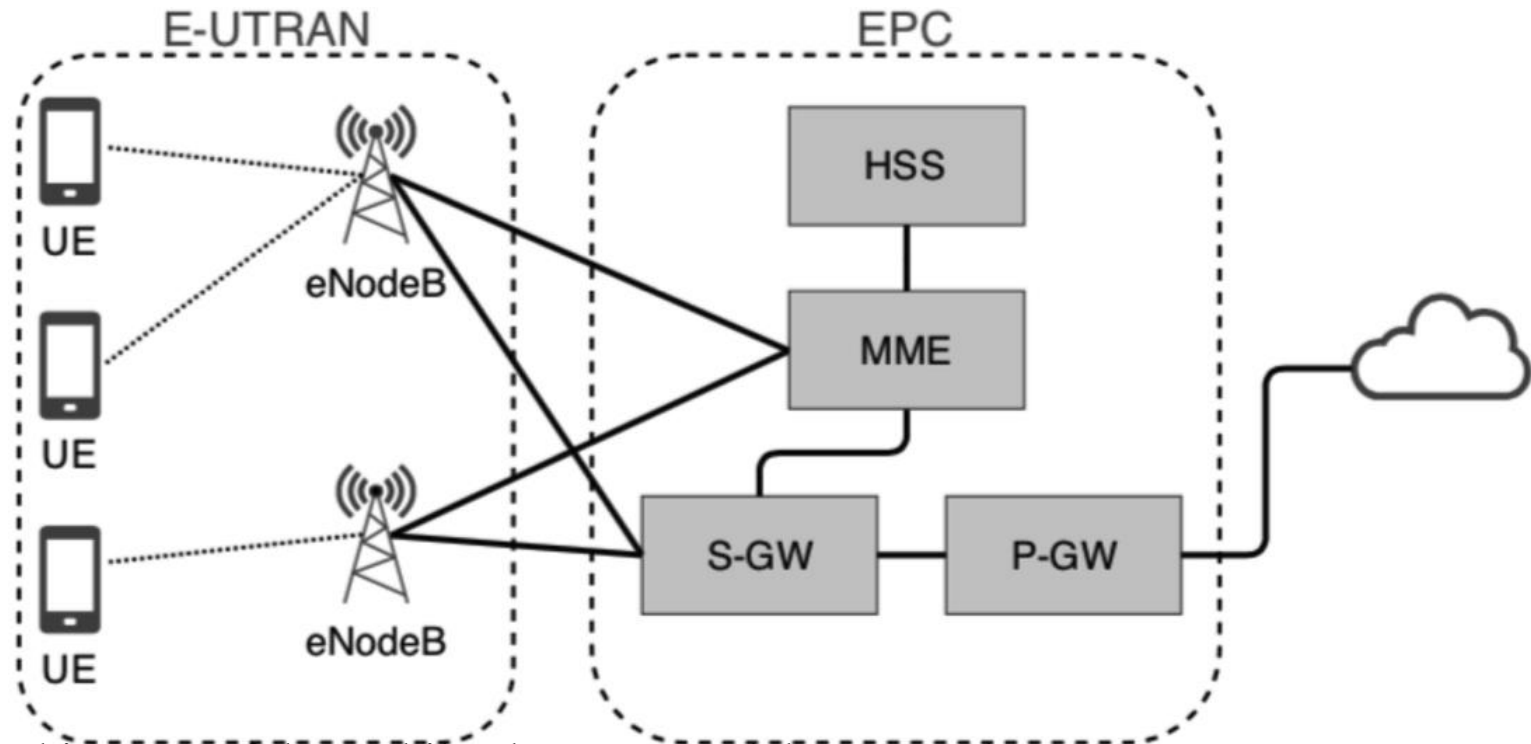 E-UTRAN
EPC
UE
eNodeB
HSS
UE
MME
UE
eNodeB
S-GW
P-GW